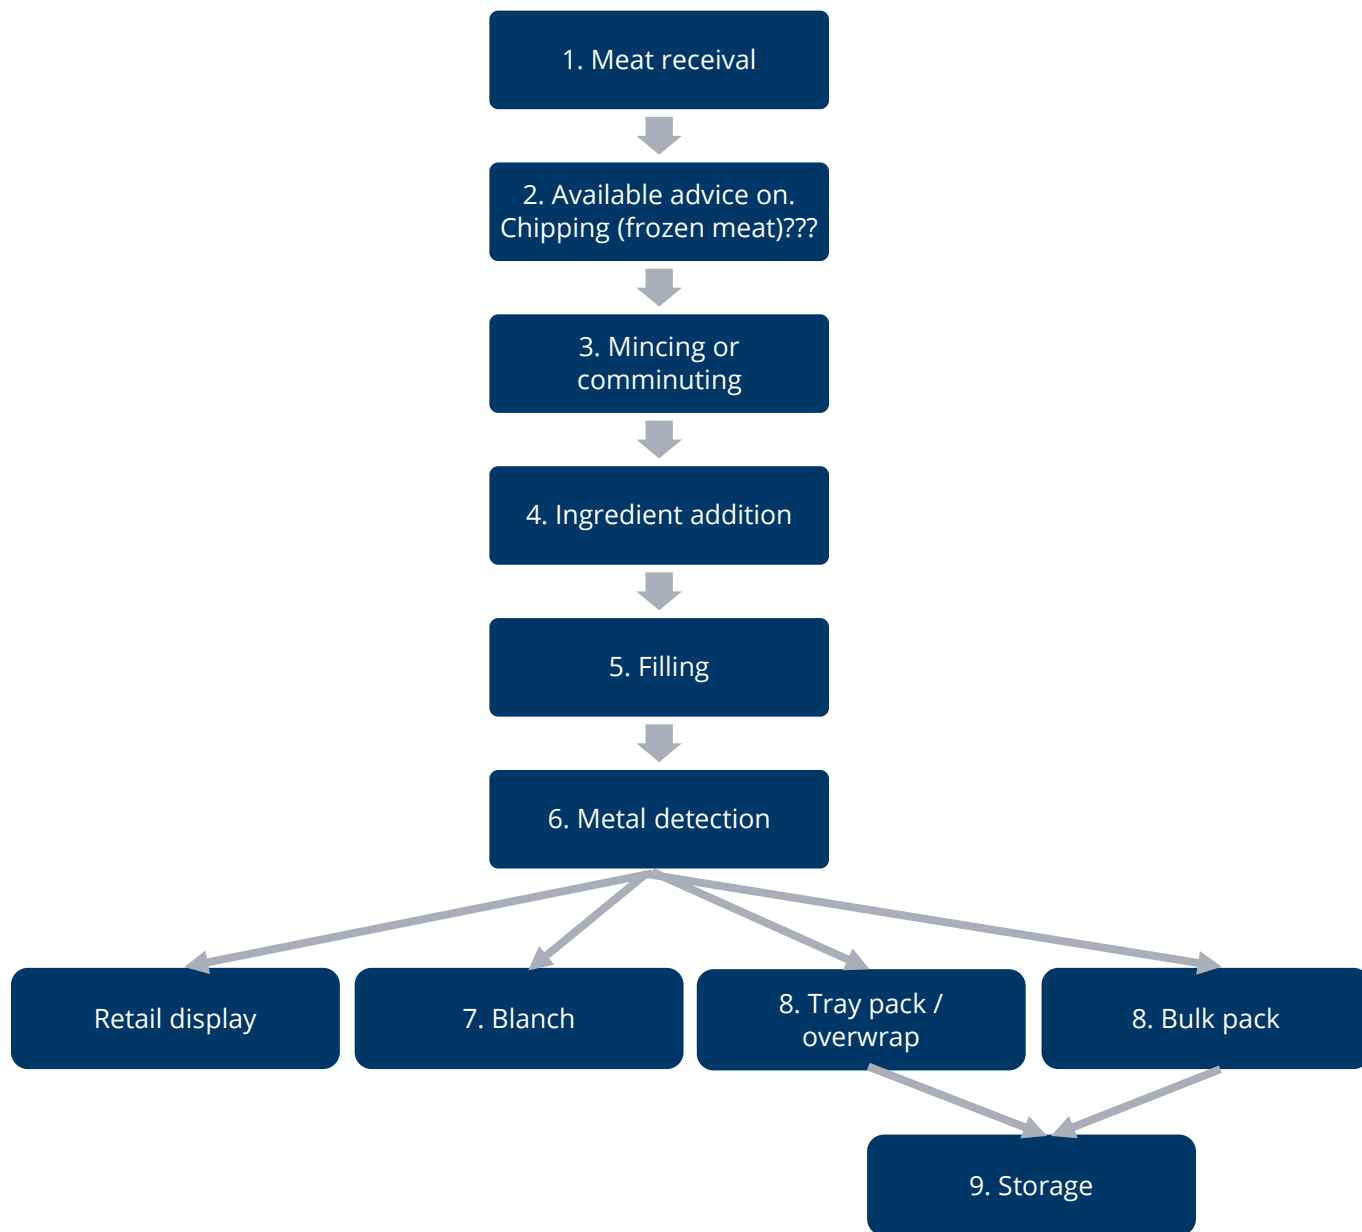 1. Meat receival
2. Available advice on.
Chipping (frozen meat)???
3. Mincing or
comminuting
4. Ingredient addition
5. Filling
6. Metal detection
Retail display
7. Blanch
8. Tray pack /
overwrap
8. Bulk pack
9. Storage